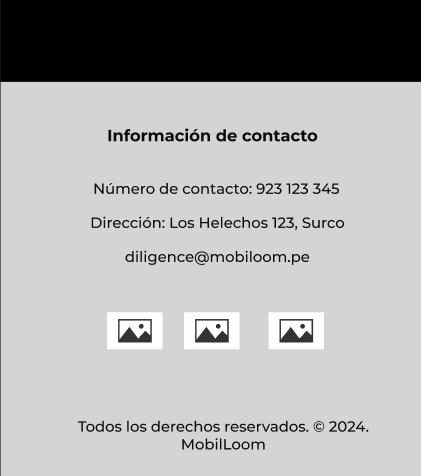 Información de contacto
Número de contacto: 923 123 345
Dirección: Los Helechos 123, Surco
diligence@mobiloom.pe
Todos los derechos reservados. © 2024.
MobilLoom